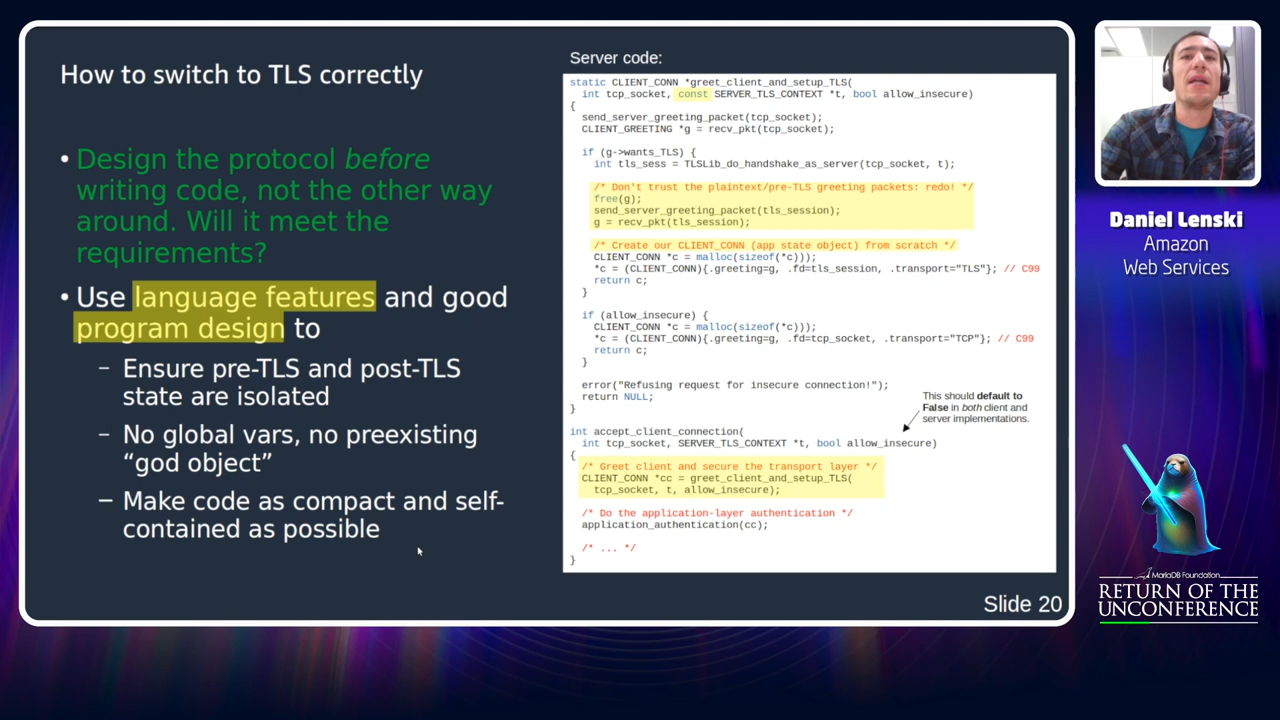 How to switch to TLS correctly
• Design the protocol before
writing code, not the other way
around. Will it meet the
requirements?
• Use language features and good
program design to
– Ensure pre-TLS and post-TLS
state are isolated
– No global vars, no preexisting
“god object”
– Make code as compact and self-
contained as possible
Server code:
static CLIENT_CONN *greet_client_and_setup_TLS(
int tcp_socket, const SERVER_TLS_CONTEXT *t, bool allow_insecure)
{
send_server_greeting_packet(tcp_socket);
CLIENT_GREETING *g = recv_pkt(tcp_socket);
if (g->wants_TLS) {
int tls_sess = TLSLib_do_handshake_as_server(tcp_socket, t);
/* Don't trust the plaintext/pre-TLS greeting packets: redo! */
free(g);
send_server_greeting_packet(tls_session);
g = recv_pkt(tls_session);
/* Create our CLIENT_CONN (app state object) from scratch */
CLIENT_CONN *c = malloc(sizeof(*c)));
*c = (CLIENT_CONN){.greeting=g, .fd=tls_session, .transport="TLS"}; // C99
return c;
}
if (allow_insecure) {
CLIENT_CONN *c = malloc(sizeof(*c)));
*c = (CLIENT_CONN){.greeting=g, .fd=tcp_socket, .transport="TCP"}; // C99
return c;
}
error("Refusing request for insecure connection!");
return NULL;
}
This should default to
False in both client and
server implementations.
int accept_client_connection(
int tcp_socket, SERVER_TLS_CONTEXT *t, bool allow_insecure)
{
/* Greet client and secure the transport layer */
CLIENT_CONN *cc = greet_client_and_setup_TLS(
tcp_socket, t, allow_insecure);
/* Do the application-layer authentication */
application_authentication(cc);
/* ... */
}
Slide 20
Daniel Lenski
Amazon
Web Services
MariaDB Foundation
RETURN OF THE
UNCONFERENCE